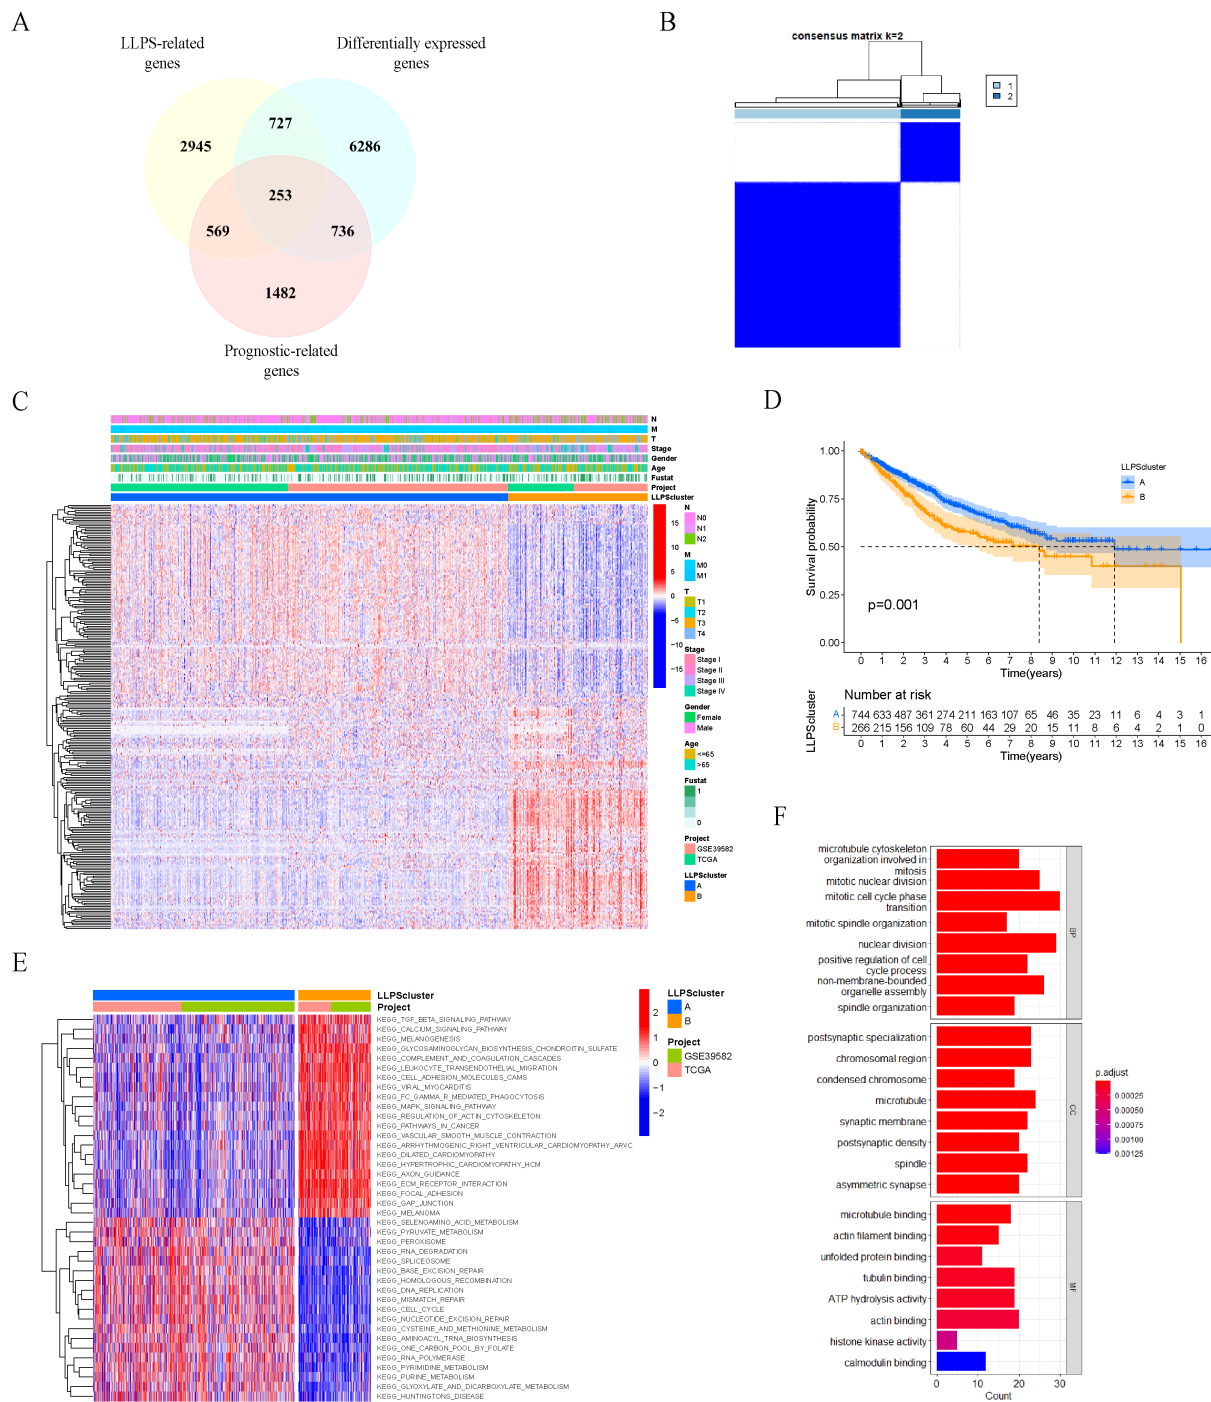 A
LLPS-related
genes
Differentially expressed
genes
2945
727
6286
253
569
736
1482
Prognostic-related
genes
B
consensus matrix k=2
1
2
C
N
M
T
Stage
Gender
Age
Fustat
Project
LLPScluster
15
10
5
0
−5
−10
−15
N
N0
N1
N2
M
M0
M1
T
T1
T2
T3
T4
Stage
Stage I
Stage II
Stage III
Stage IV
Gender
Female
Male
Age
<=65
>65
Fustat
1
0
Project
GSE39582
TCGA
LLPScluster
A
B
D
LLPScluster
A
B
Survival probability
1.00
0.75
0.50
0.25
0.00
p=0.001
0 1 2 3 4 5 6 7 8 9 10 11 12 13 14 15 16
Time(years)
Number at risk
LLPScluster
A 744 633 487 361 274 211 163 107 65 46 35 23 11 6 4 3 1
B 266 215 156 109 78 60 44 29 20 15 11 8 6 4 2 1 0
0 1 2 3 4 5 6 7 8 9 10 11 12 13 14 15 16
Time(years)
E
LLPScluster
Project
KEGG_TGF_BETA_SIGNALING_PATHWAY
KEGG_CALCIUM_SIGNALING_PATHWAY
KEGG_MELANOGENESIS
KEGG_GLYCOSAMINOGLYCAN_BIOSYNTHESIS_CHONDROITIN_SULFATE
KEGG_COMPLEMENT_AND_COAGULATION_CASCADES
KEGG_LEUKOCYTE_TRANSENDOTHELIAL_MIGRATION
KEGG_CELL_ADHESION_MOLECULES_CAMS
KEGG_VIRAL_MYOCARDITIS
KEGG_FC_GAMMA_R_MEDIATED_PHAGOCYTOSIS
KEGG_MAPK_SIGNALING_PATHWAY
KEGG_REGULATION_OF_ACTIN_CYTOSKELETON
KEGG_PATHWAYS_IN_CANCER
KEGG_VASCULAR_SMOOTH_MUSCLE_CONTRACTION
KEGG_ARRHYTHMOGENIC_RIGHT_VENTRICULAR_CARDIOMYOPATHY_ARVC
KEGG_DILATED_CARDIOMYOPATHY
KEGG_HYPERTROPHIC_CARDIOMYOPATHY_HCM
KEGG_AXON_GUIDANCE
KEGG_ECM_RECEPTOR_INTERACTION
KEGG_FOCAL_ADHESION
KEGG_GAP_JUNCTION
KEGG_MELANOMA
KEGG_SELENOAMINO_ACID_METABOLISM
KEGG_PYRUVATE_METABOLISM
KEGG_PEROXISOME
KEGG_RNA_DEGRADATION
KEGG_SPLICEOSOME
KEGG_BASE_EXCISION_REPAIR
KEGG_HOMOLOGOUS_RECOMBINATION
KEGG_DNA_REPLICATION
KEGG_MISMATCH_REPAIR
KEGG_CELL_CYCLE
KEGG_NUCLEOTIDE_EXCISION_REPAIR
KEGG_CYSTEINE_AND_METHIONINE_METABOLISM
KEGG_AMINOACYL_TRNA_BIOSYNTHESIS
KEGG_ONE_CARBON_POOL_BY_FOLATE
KEGG_RNA_POLYMERASE
KEGG_PYRIMIDINE_METABOLISM
KEGG_PURINE_METABOLISM
KEGG_GLYOXYLATE_AND_DICARBOXYLATE_METABOLISM
KEGG_HUNTINGTONS_DISEASE
2
1
0
−1
−2
LLPScluster
A
B
Project
GSE39582
TCGA
F
microtubule cytoskeleton
organization involved in
mitosis
mitotic nuclear division
mitotic cell cycle phase
transition
mitotic spindle organization
nuclear division
positive regulation of cell
cycle process
non-membrane-bounded
organelle assembly
spindle organization
BP
postsynaptic specialization
chromosomal region
condensed chromosome
microtubule
synaptic membrane
postsynaptic density
spindle
asymmetric synapse
CC
microtubule binding
actin filament binding
unfolded protein binding
tubulin binding
ATP hydrolysis activity
actin binding
histone kinase activity
calmodulin binding
MF
0 10 20 30
Count
p.adjust
0.00025
0.00050
0.00075
0.00100
0.00125